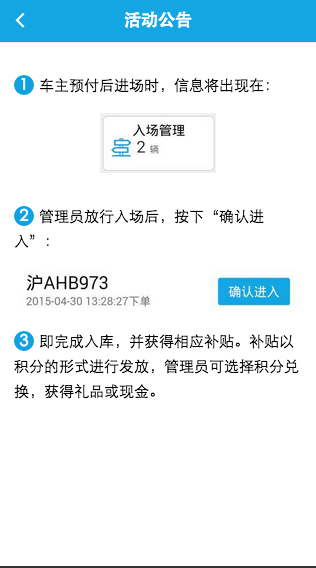 活动公告
1 车主预付后进场时，信息将出现在：
入场管理
2 辆
2 管理员放行入场后，按下“确认进
入”：
沪AHB973
确认进入
2015-04-30 13:28:27下单
3 即完成入库，并获得相应补贴。补贴以
积分的形式进行发放，管理员可选择积分兑
换，获得礼品或现金。